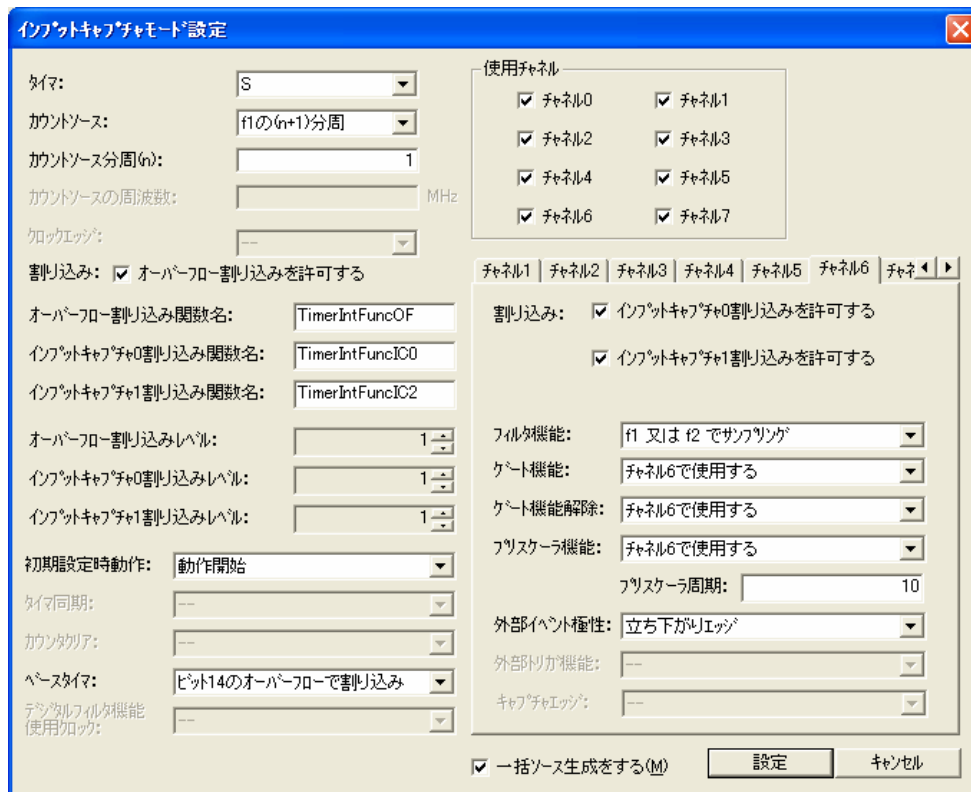 インプットキャプチャモード設定
タイマ: S
カウントソース: f1の(n+1)分周
カウントソース分周(n): 1
カウントソースの周波数: MHz
クロックエッジ: --
割り込み: オーバーフロー割り込みを許可する
オーバーフロー割り込み関数名: TimerIntFuncOF
インプットキャプチャ0割り込み関数名: TimerIntFuncIC0
インプットキャプチャ1割り込み関数名: TimerIntFuncIC2
オーバーフロー割り込みレベル: 1
インプットキャプチャ0割り込みレベル: 1
インプットキャプチャ1割り込みレベル: 1
初期設定時動作: 動作開始
タイマ同期: --
カウンタクリア: --
ベースタイマ: ビット14のオーバーフローで割り込み
デジタルフィルタ機能
使用クロック: --
使用チャネル
チャネル0 チャネル1
チャネル2 チャネル3
チャネル4 チャネル5
チャネル6 チャネル7
チャネル1 チャネル2 チャネル3 チャネル4 チャネル5 チャネル6 チャネ
割り込み: インプットキャプチャ0割り込みを許可する
インプットキャプチャ1割り込みを許可する
フィルタ機能: f1 又は f2 でサンプリング
ゲート機能: チャネル6で使用する
ゲート機能解除: チャネル6で使用する
プリスケーラ機能: チャネル6で使用する
プリスケーラ周期: 10
外部イベント極性: 立ち下がりエッジ
外部トリガ機能: --
キャプチャエッジ: --
一括ソース生成をする(M) 設定 キャンセル